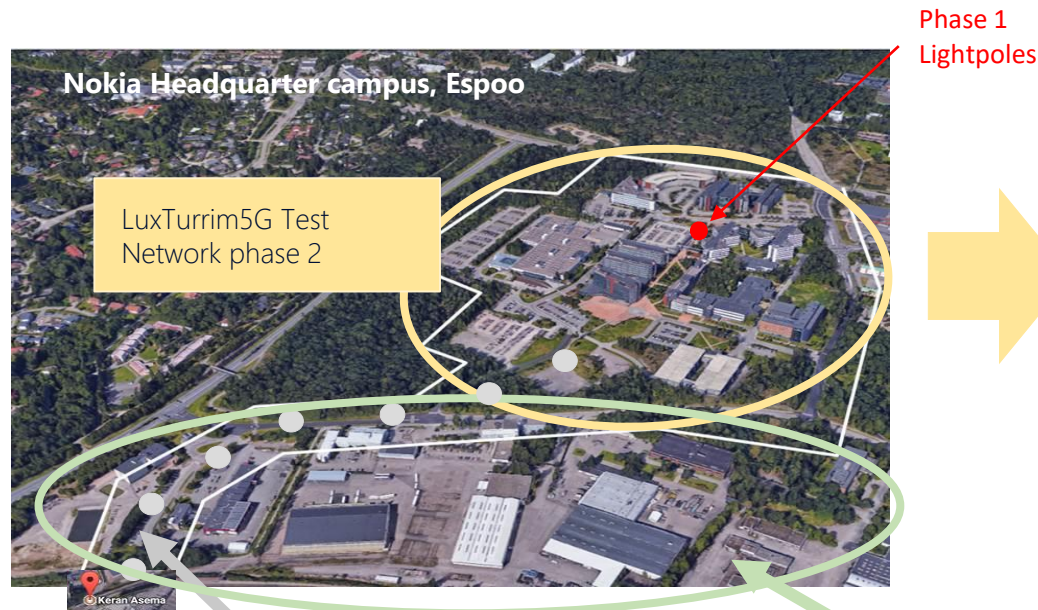 Phase 1
Lightpoles
Nokia Headquarter campus, Espoo
LuxTurrim5G Test
Network phase 2
Keran Asema